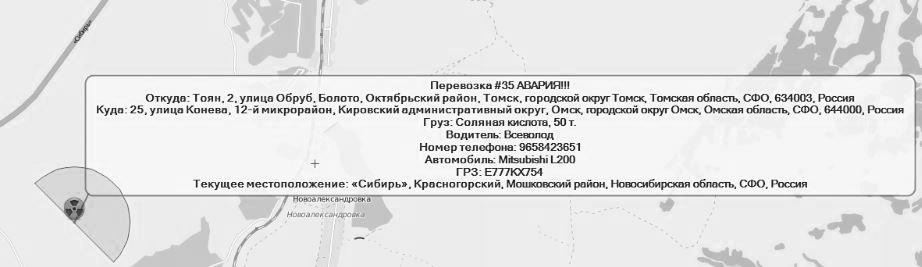 «Сибирь»
Перевозка #35 АВАРИЯ!!!
Откуда: Тоян, 2, улица Обруб, Болото, Октябрьский район, Томск, городской округ Томск, Томская область, СФО, 634003, Россия
Куда: 25, улица Конева, 12-й микрорайон, Кировский административный округ, Омск, городской округ Омск, Омская область, СФО, 644000, Россия
Груз: Соляная кислота, 50 т.
Водитель: Всеволод
Номер телефона: 9658423651
Автомобиль: Mitsubishi L200
ГРЗ: Е777КХ754
Текущее местоположение: «Сибирь», Красногорский, Мошковский район, Новосибирская область, СФО, Россия
Новоалександровка
Новоалександровка